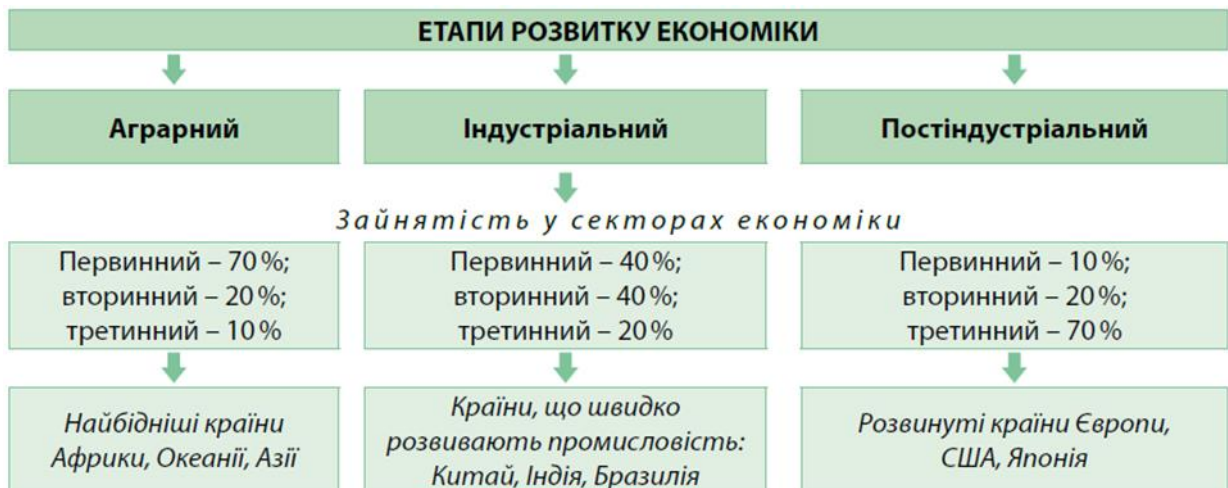 ЕТАПИ РОЗВИТКУ ЕКОНОМІКИ
Аграрний
Індустріальний
Постіндустріальний
Зайнятість у секторах економіки
Первинний – 70 %;
вторинний – 20 %;
третинний – 10 %
Первинний – 40 %;
вторинний – 40 %;
третинний – 20 %
Первинний – 10 %;
вторинний – 20 %;
третинний – 70 %
Найбідніші країни
Африки, Океанії, Азії
Країни, що швидко
розвивають промисловість:
Китай, Індія, Бразилія
Розвинуті країни Європи,
США, Японія